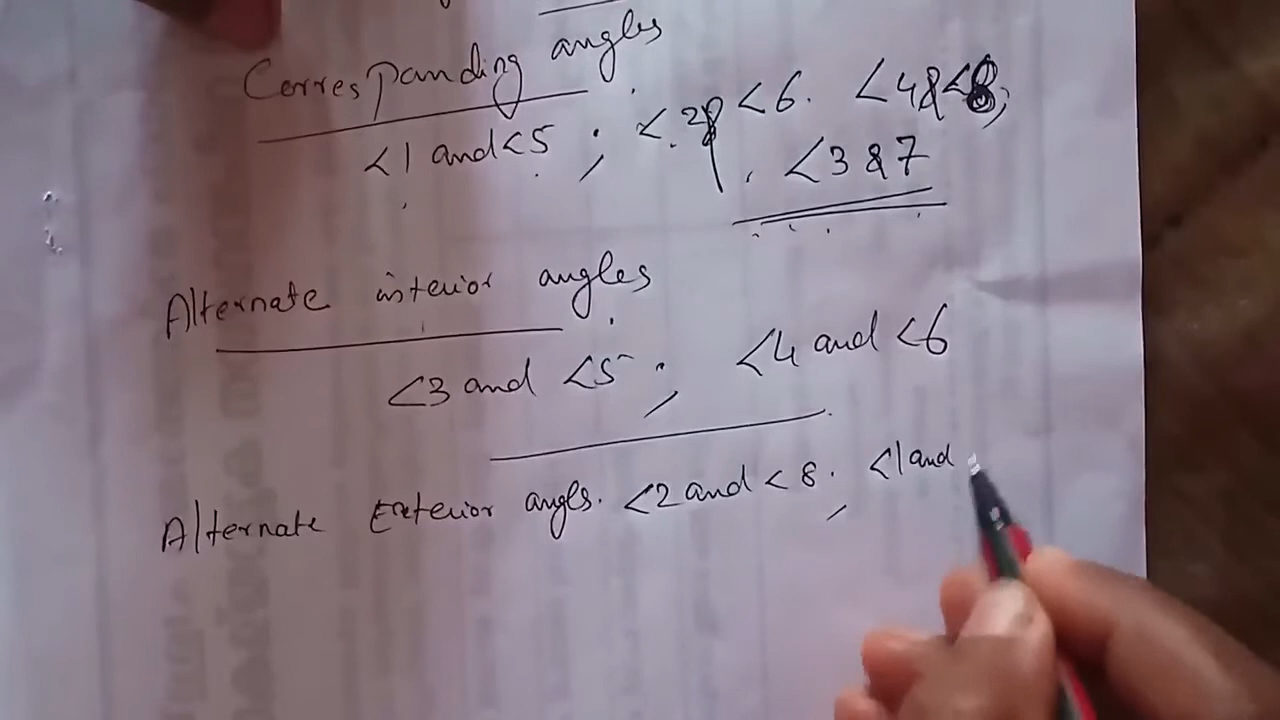 Corresponding angles
<1 and <5 ; <2 & <6. <4 & <8,
<3 & 7
Alternate interior angles
<3 and <5 ; <4 and <6
Alternate Exterior angls. <2 and <8 ; <1 and